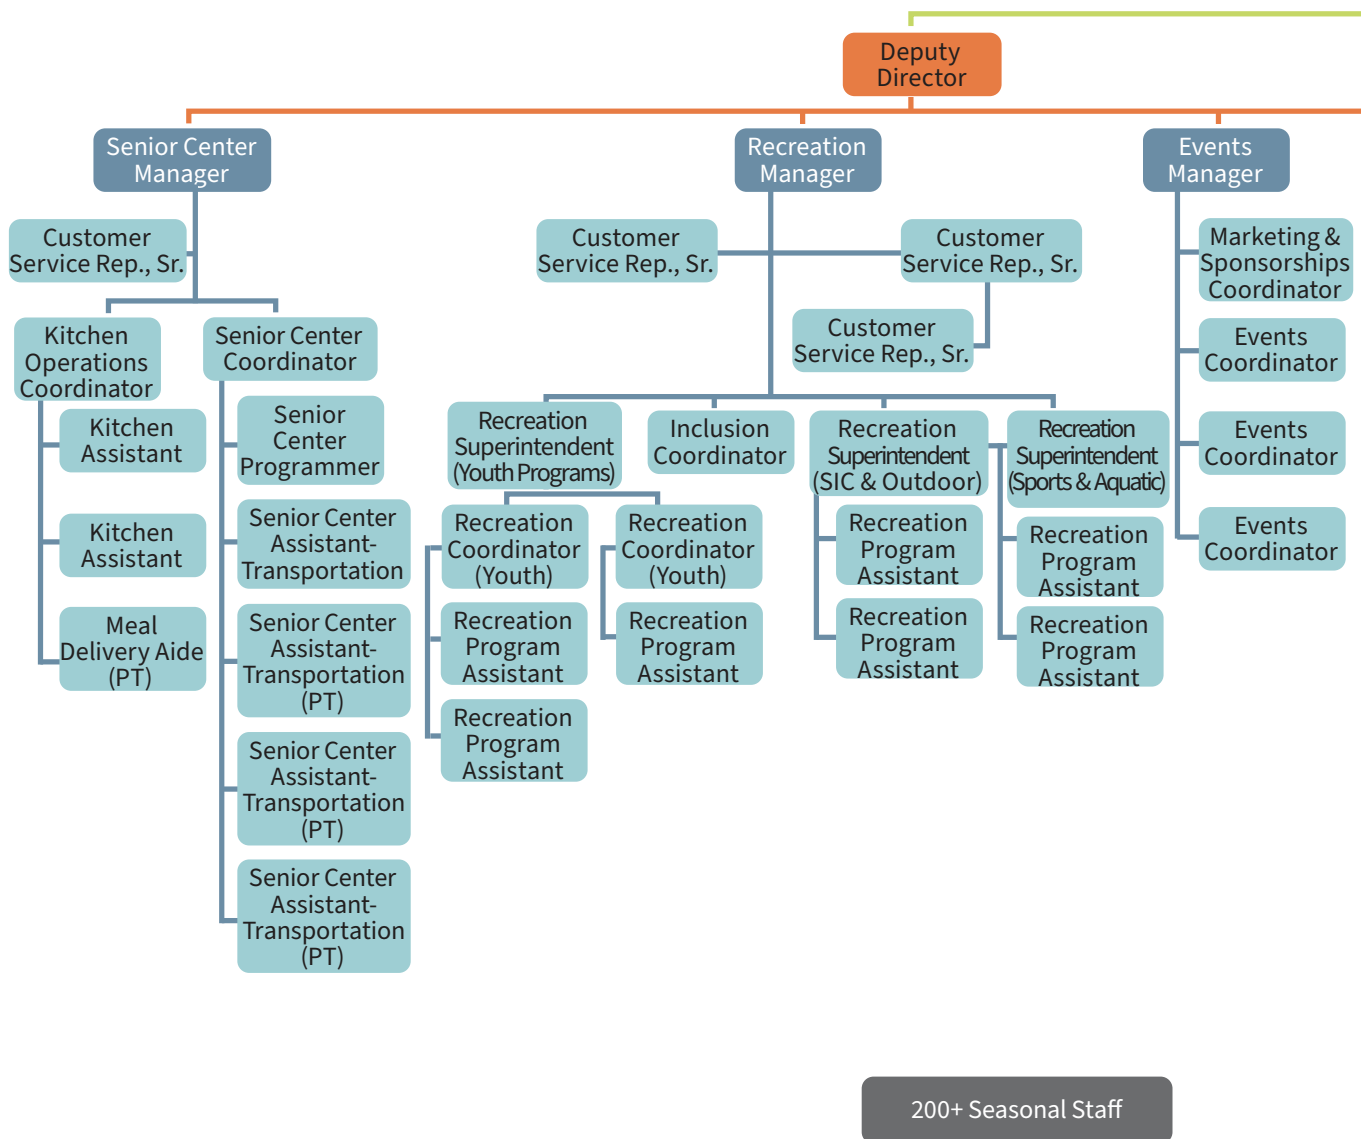 Deputy
Director
Senior Center
Manager
Recreation
Manager
Events
Manager
Customer
Service Rep., Sr.
Customer
Service Rep., Sr.
Customer
Service Rep., Sr.
Marketing &
Sponsorships
Coordinator
Kitchen
Operations
Coordinator
Senior Center
Coordinator
Customer
Service Rep., Sr.
Events
Coordinator
Kitchen
Assistant
Senior
Center
Programmer
Recreation
Superintendent
(Youth Programs)
Inclusion
Coordinator
Recreation
Superintendent
(SIC & Outdoor)
Recreation
Superintendent
(Sports & Aquatic)
Events
Coordinator
Kitchen
Assistant
Senior Center
Assistant-
Transportation
Recreation
Coordinator
(Youth)
Recreation
Coordinator
(Youth)
Recreation
Program
Assistant
Recreation
Program
Assistant
Events
Coordinator
Meal
Delivery Aide
(PT)
Senior Center
Assistant-
Transportation
(PT)
Recreation
Program
Assistant
Recreation
Program
Assistant
Recreation
Program
Assistant
Recreation
Program
Assistant
Senior Center
Assistant-
Transportation
(PT)
Recreation
Program
Assistant
Senior Center
Assistant-
Transportation
(PT)
200+ Seasonal Staff